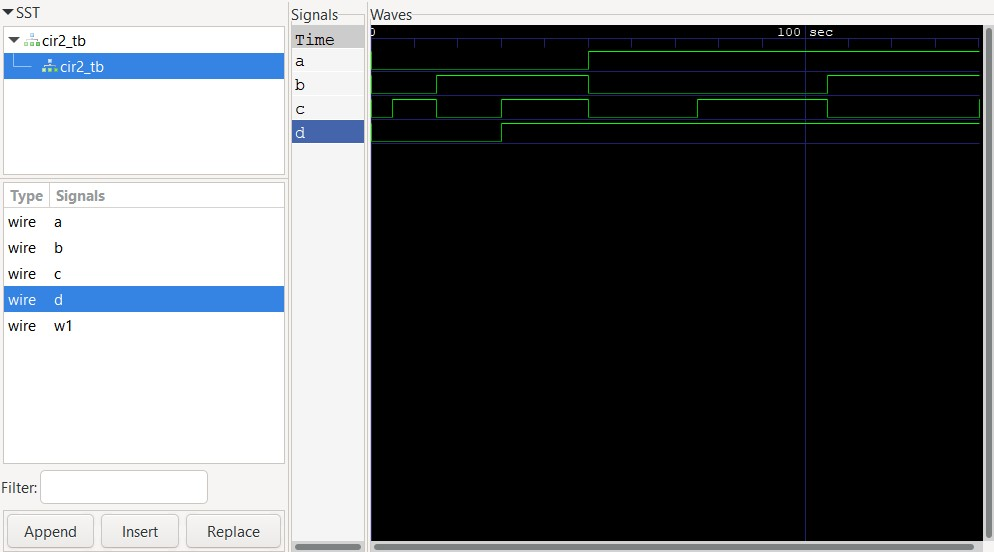 SST
cir2_tb
cir2_tb
Type Signals
wire a
wire b
wire c
wire d
wire w1
Filter:
Append Insert Replace
Signals
Time
a
b
c
d
Waves
0 100 sec